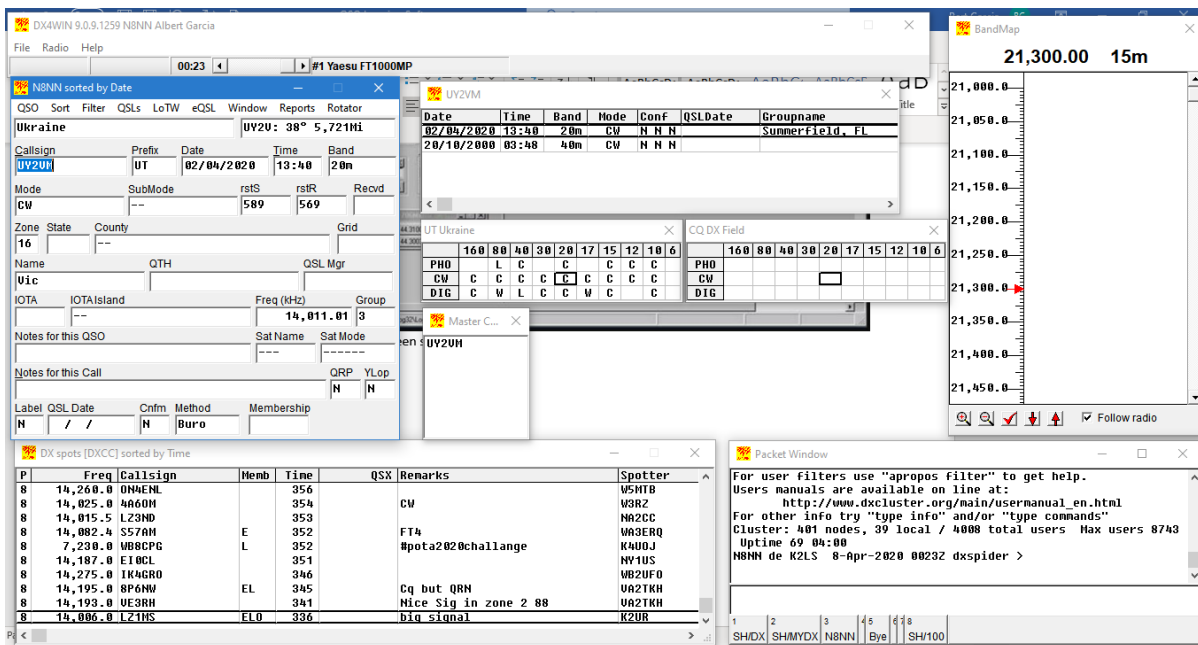 DX4WIN 9.0.9.1259 N8NN Albert Garcia
File Radio Help
00:23 #1 Yaesu FT1000MP
N8NN sorted by Date
QSO Sort Filter QSLs LoTW eQSL Window Reports Rotator
Ukraine UY2U: 38° 5,721Mi
Callsign Prefix Date Time Band
UY2VM UT 02/04/2020 13:40 20m
Mode SubMode rstS rstR Recvd
CW -- 589 569
Zone State County Grid
16 --
Name QTH QSL Mgr
Vic
IOTA IOTA Island Freq (kHz) Group
-- 14,011.01 3
Notes for this QSO Sat Name Sat Mode
--- ------
Notes for this Call QRP YLop
N N
Label QSL Date Cnfm Method Membership
N / / N Buro
UY2VM
Date Time Band Mode Conf QSLDate Groupname
02/04/2020 13:40 20m CW N N N Summerfield, FL
20/10/2000 03:48 40m CW N N N
UT Ukraine
160 80 40 30 20 17 15 12 10 6
PHO L C C C C C
CW C C C C C C C C C
DIG C W L C C W C C
CQ DX Field
160 80 40 30 20 17 15 12 10 6
PHO
CW
DIG
Master C...
UY2VM
BandMap
21,300.00 15m
21,000.0
21,050.0
21,100.0
21,150.0
21,200.0
21,250.0
21,300.0
21,350.0
21,400.0
21,450.0
Follow radio
DX spots [DXCC] sorted by Time
P Freq Callsign Memb Time QSX Remarks Spotter
8 14,260.0 ON4ENL 356 W5MTB
8 14,025.0 4A60M 354 CW W3RZ
8 14,015.5 LZ3ND 353 NA2CC
8 14,082.4 S57AM E 352 FT4 WA3ERQ
8 7,230.0 WB8CPG L 352 #pota2020challange K4UOJ
8 14,187.0 EI0CL 351 NY1US
8 14,275.0 IK4GRO 346 WB2UFO
8 14,195.0 8P6NW EL 345 Cq but QRN VA2TKH
8 14,193.0 VE3RH 341 Nice Sig in zone 2 88 VA2TKH
8 14,006.0 LZ1MS ELO 336 big signal K2UR
Packet Window
For user filters use "apropos filter" to get help.
Users manuals are available on line at:
http://www.dxcluster.org/main/usermanual_en.html
For other info try "type info" and/or "type commands"
Cluster: 401 nodes, 39 local / 4008 total users Max users 8743
Uptime 69 04:00
N8NN de K2LS 8-Apr-2020 0023Z dxspider >
1 2 3 4 5 6 7 8
SH/DX SH/MYDX N8NN Bye SH/100